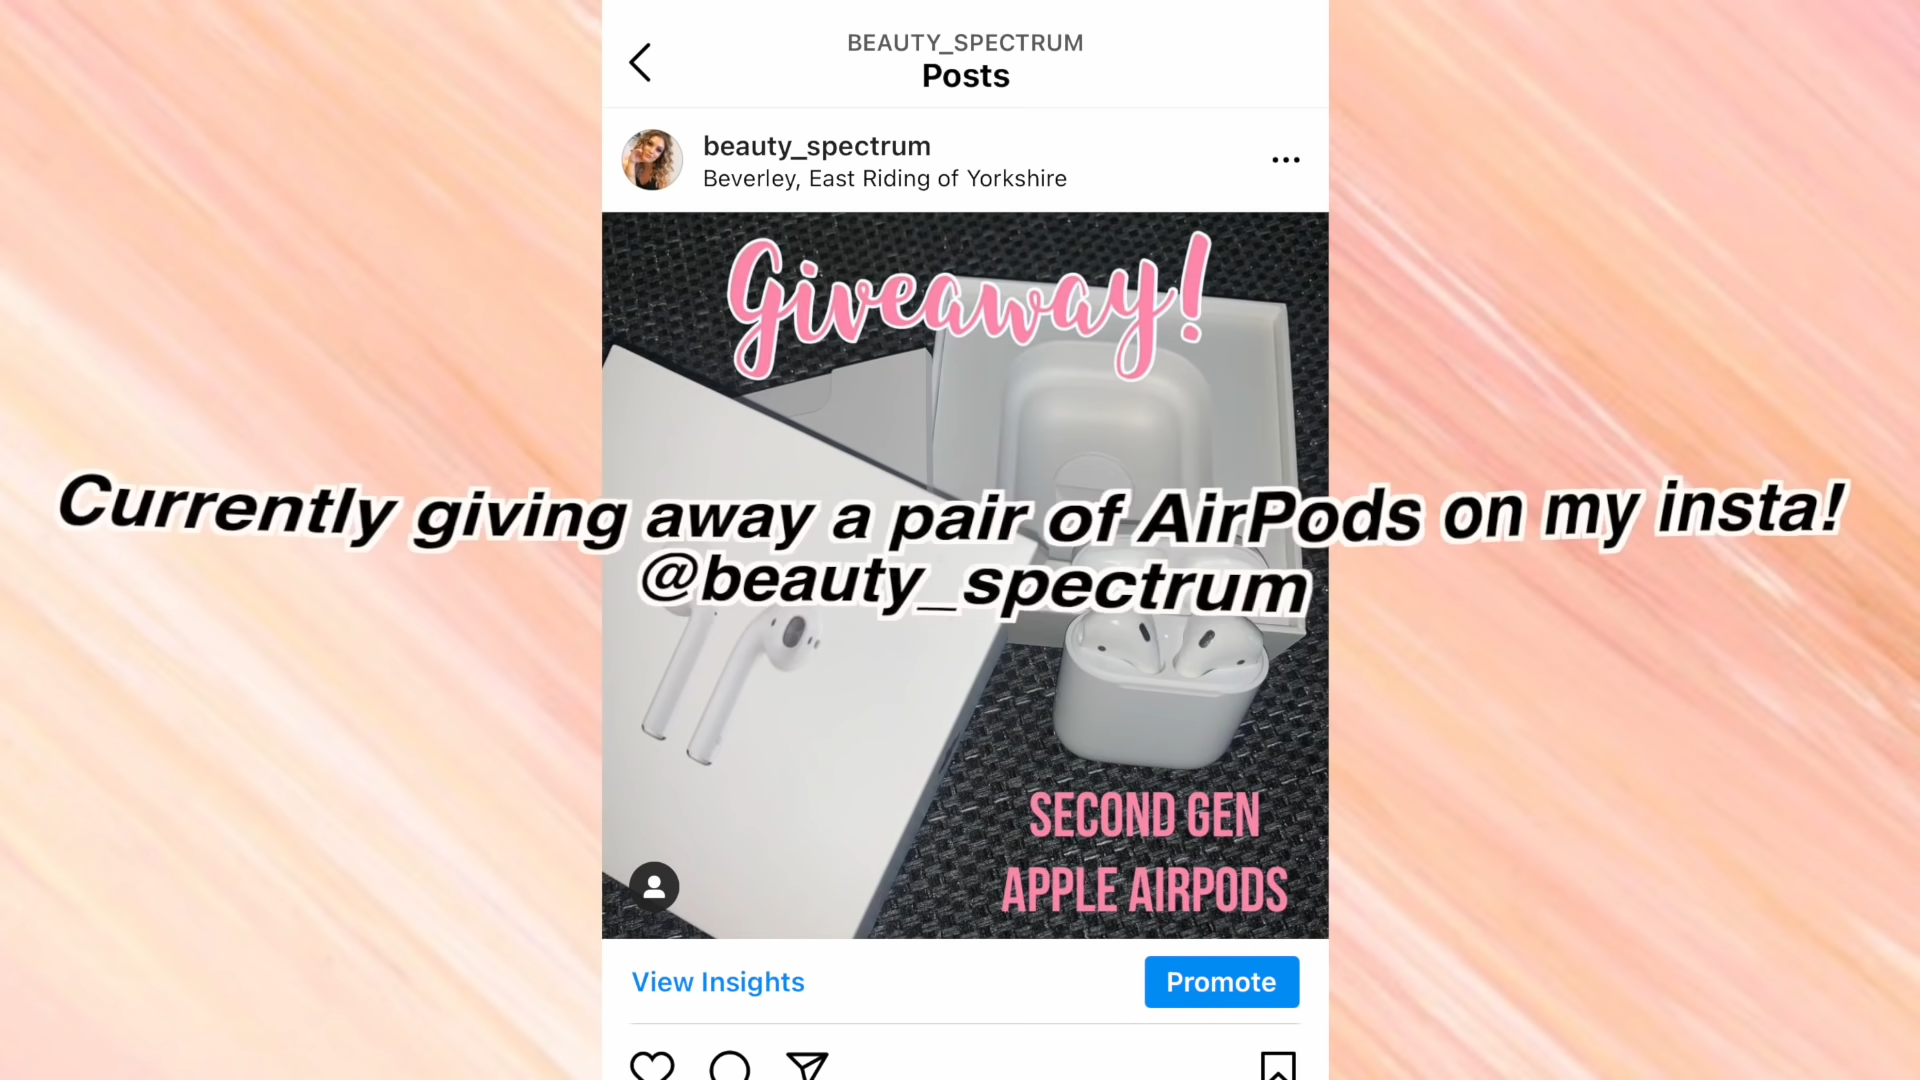 BEAUTY_SPECTRUM
Posts
beauty_spectrum
Beverley, East Riding of Yorkshire
Giveaway!
Currently giving away a pair of AirPods on my insta!
@beauty_spectrum
SECOND GEN
APPLE AIRPODS
View Insights
Promote